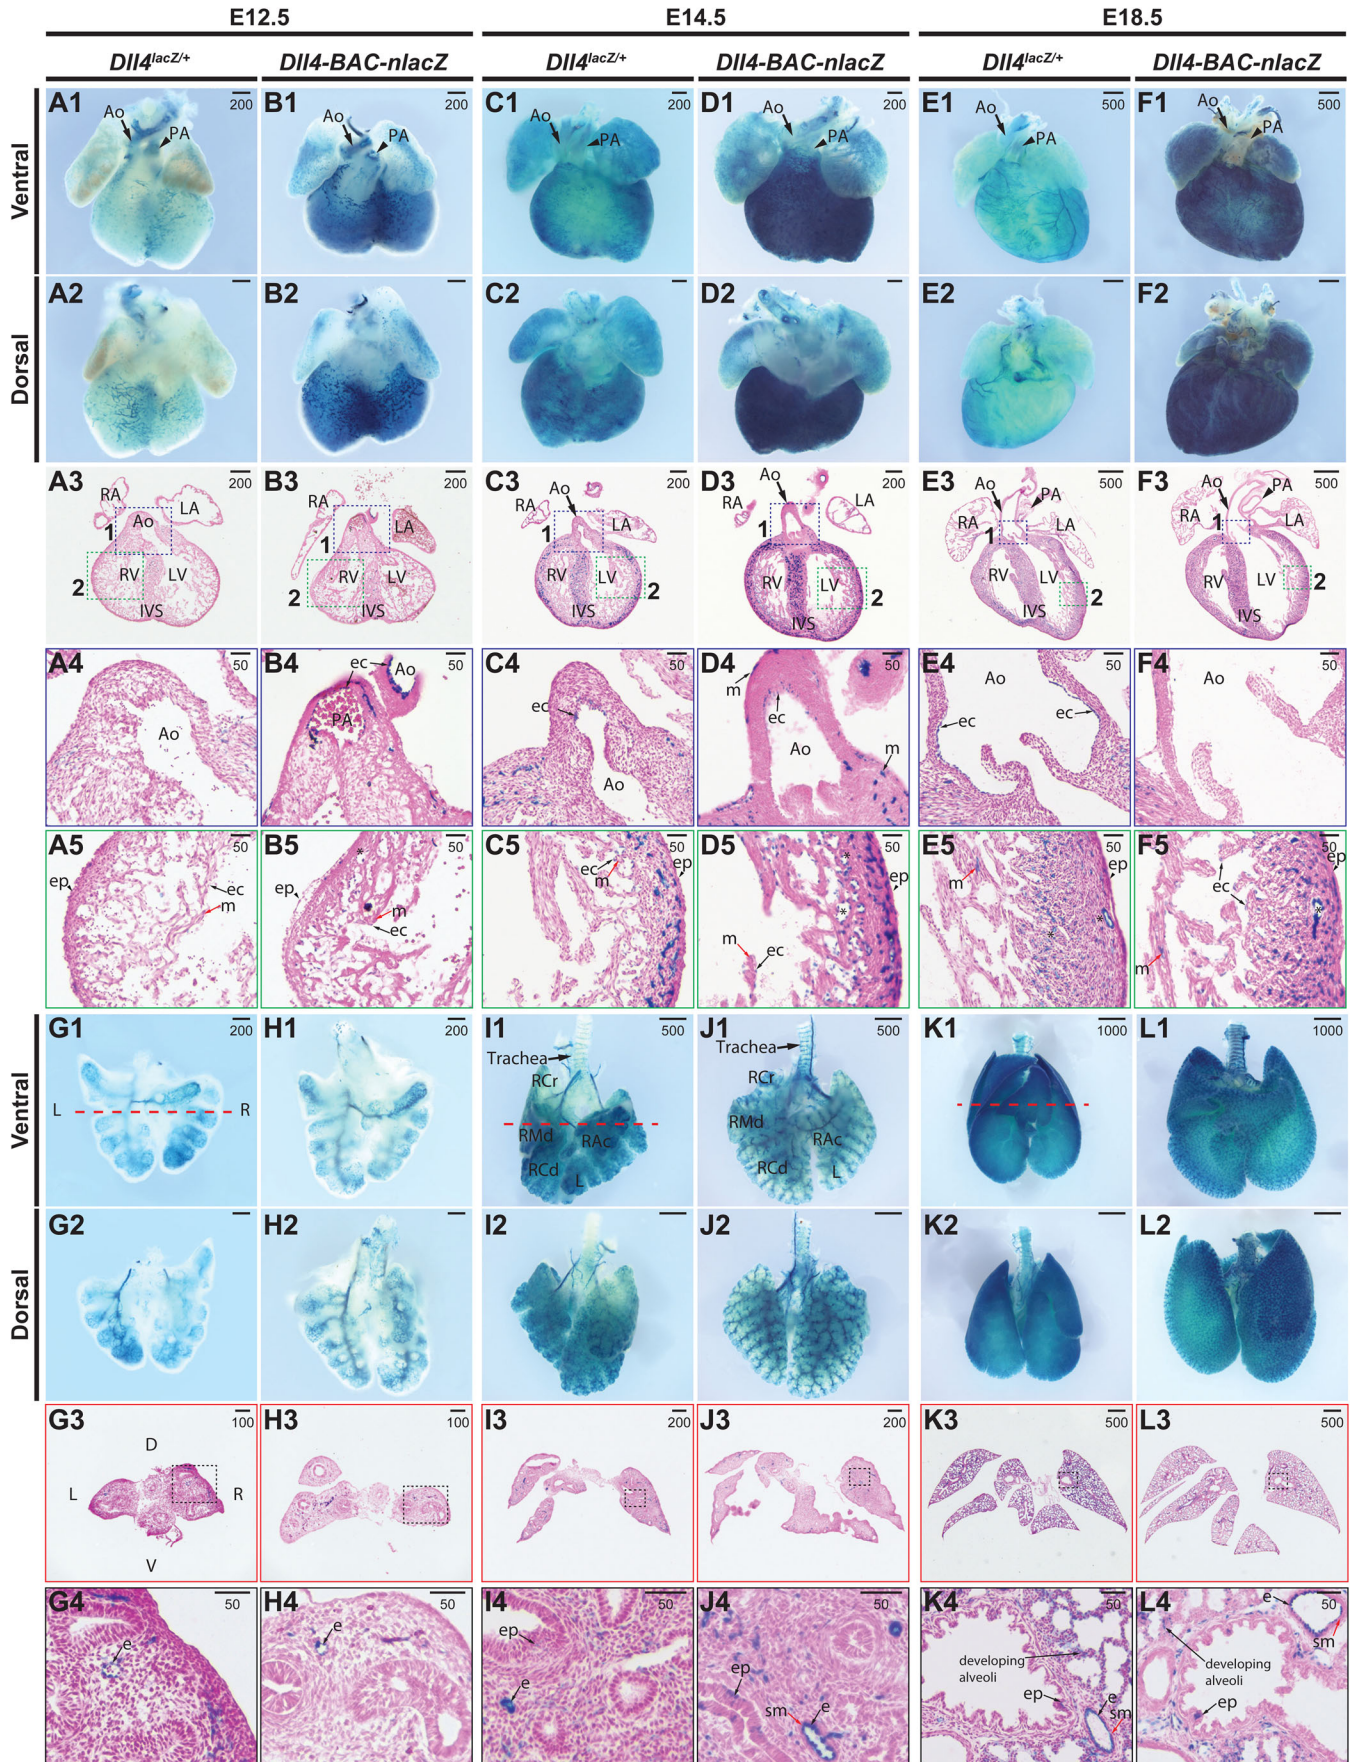 E12.5 E14.5 E18.5
Dll4lacZ/+ Dll4-BAC-nlacZ Dll4lacZ/+ Dll4-BAC-nlacZ Dll4lacZ/+ Dll4-BAC-nlacZ
Ventral
A1 Ao PA 200
B1 Ao PA 200
C1 Ao PA 200
D1 Ao PA 200
E1 Ao PA 500
F1 Ao PA 500
Dorsal
A2
B2
C2
D2
E2
F2
A3 200 RA Ao LA 1 RV LV 2 IVS
B3 200 RA LA 1 RV LV 2 IVS
C3 200 Ao RA LA 1 RV LV 2 IVS
D3 200 Ao RA LA 1 RV LV 2 IVS
E3 500 Ao PA RA LA 1 RV LV 2 IVS
F3 500 Ao PA RA LA 1 RV LV 2 IVS
A4 50 Ao
B4 50 ec Ao PA
C4 50 ec Ao
D4 50 m ec Ao m
E4 50 Ao ec ec
F4 50 Ao
A5 50 ep ec m
B5 50 * ep m ec
C5 50 ec m ep
D5 50 * ep * m ec
E5 50 m ep * *
F5 50 ec ep * m
Ventral
G1 200 L R
H1 200
I1 500 Trachea RCr RMd RAc RCd L
J1 500 Trachea RCr RMd RAc RCd L
K1 1000
L1 1000
Dorsal
G2
H2
I2
J2
K2
L2
G3 100 D L R V
H3 100
I3 200
J3 200
K3 500
L3 500
G4 50 e
H4 50 e
I4 50 ep e
J4 50 ep sm e
K4 50 developing alveoli ep e sm
L4 50 e sm developing alveoli ep